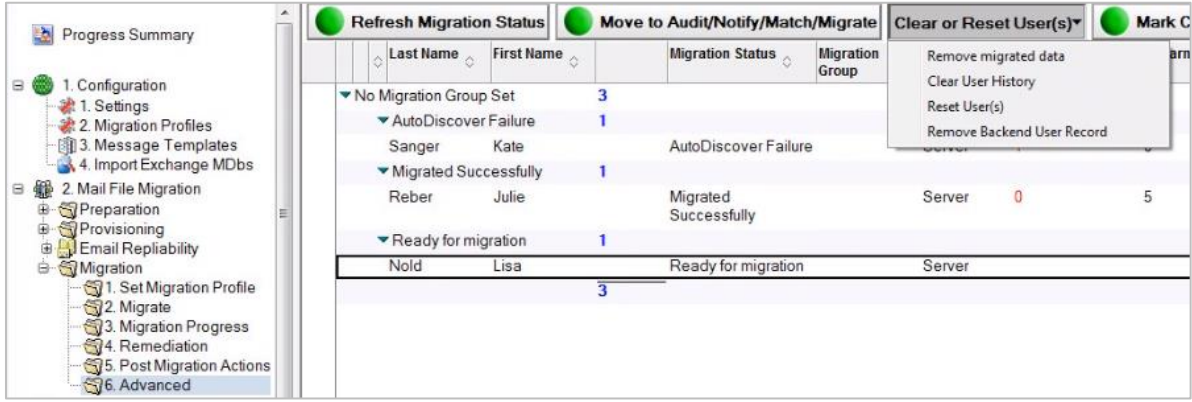 Progress Summary
1. Configuration
1. Settings
2. Migration Profiles
3. Message Templates
4. Import Exchange MDbs
2. Mail File Migration
Preparation
Provisioning
Email Repliability
Migration
1. Set Migration Profile
2. Migrate
3. Migration Progress
4. Remediation
5. Post Migration Actions
6. Advanced
Refresh Migration Status Move to Audit/Notify/Match/Migrate Clear or Reset User(s) Mark C
Last Name First Name Migration Status Migration Group
Remove migrated data
Clear User History
Reset User(s)
Remove Backend User Record
No Migration Group Set 3
AutoDiscover Failure 1
Sanger Kate AutoDiscover Failure
Migrated Successfully 1
Reber Julie Migrated Successfully Server 0 5
Ready for migration 1
Nold Lisa Ready for migration Server
3